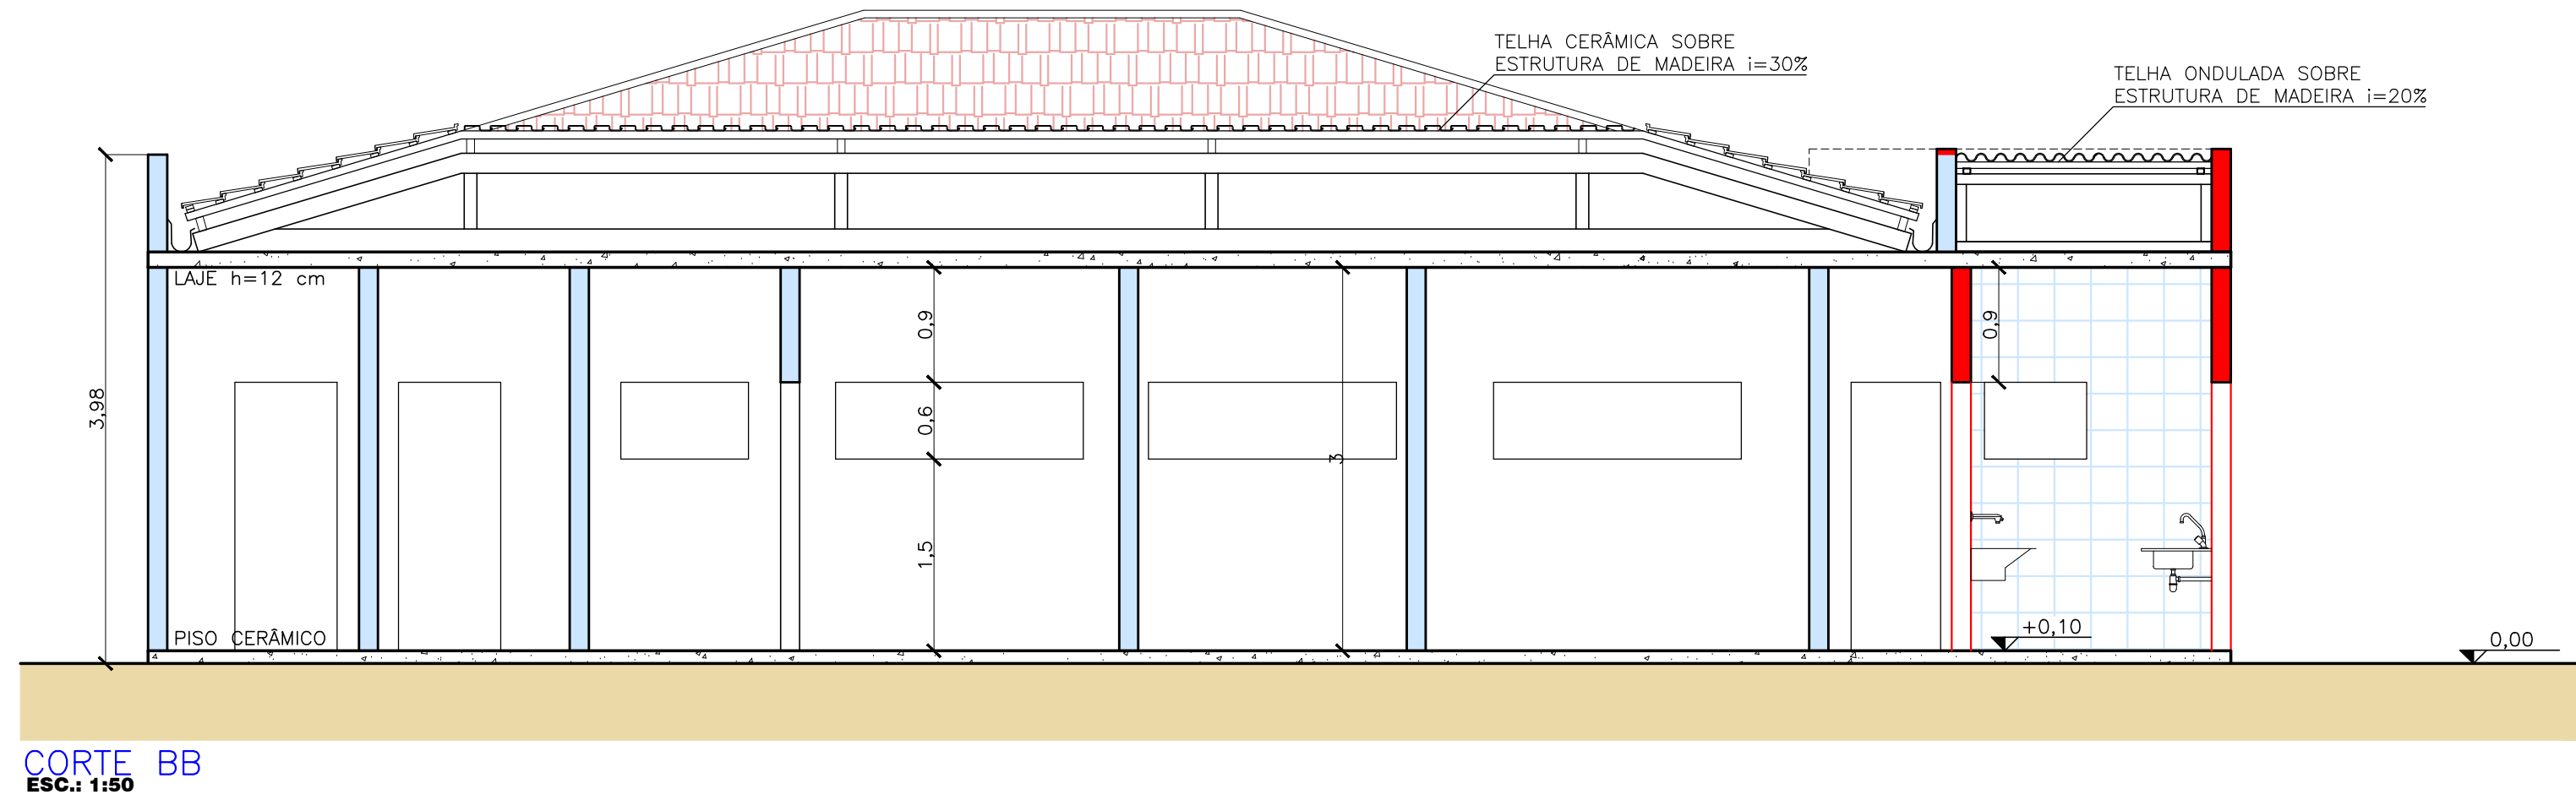 TELHA CERÂMICA SOBRE
ESTRUTURA DE MADEIRA i=30%
TELHA ONDULADA SOBRE
ESTRUTURA DE MADEIRA i=20%
LAJE h=12 cm
3,98
0,9
0,6
1,5
3
0,9
PISO CERÂMICO
+0,10
0,00
CORTE BB
ESC.: 1:50